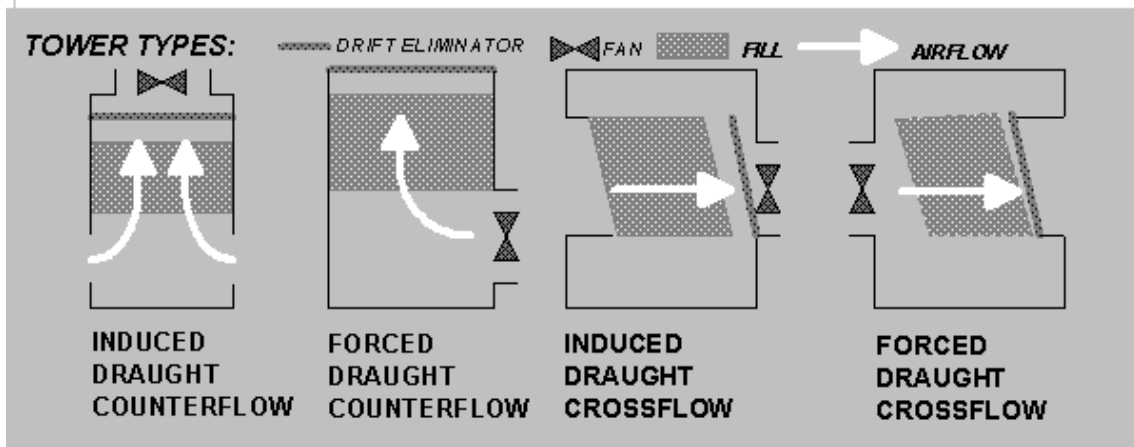 TOWER TYPES: DRIFT ELIMINATOR FAN FILL AIRFLOW
INDUCED
DRAUGHT
COUNTERFLOW
FORCED
DRAUGHT
COUNTERFLOW
INDUCED
DRAUGHT
CROSSFLOW
FORCED
DRAUGHT
CROSSFLOW